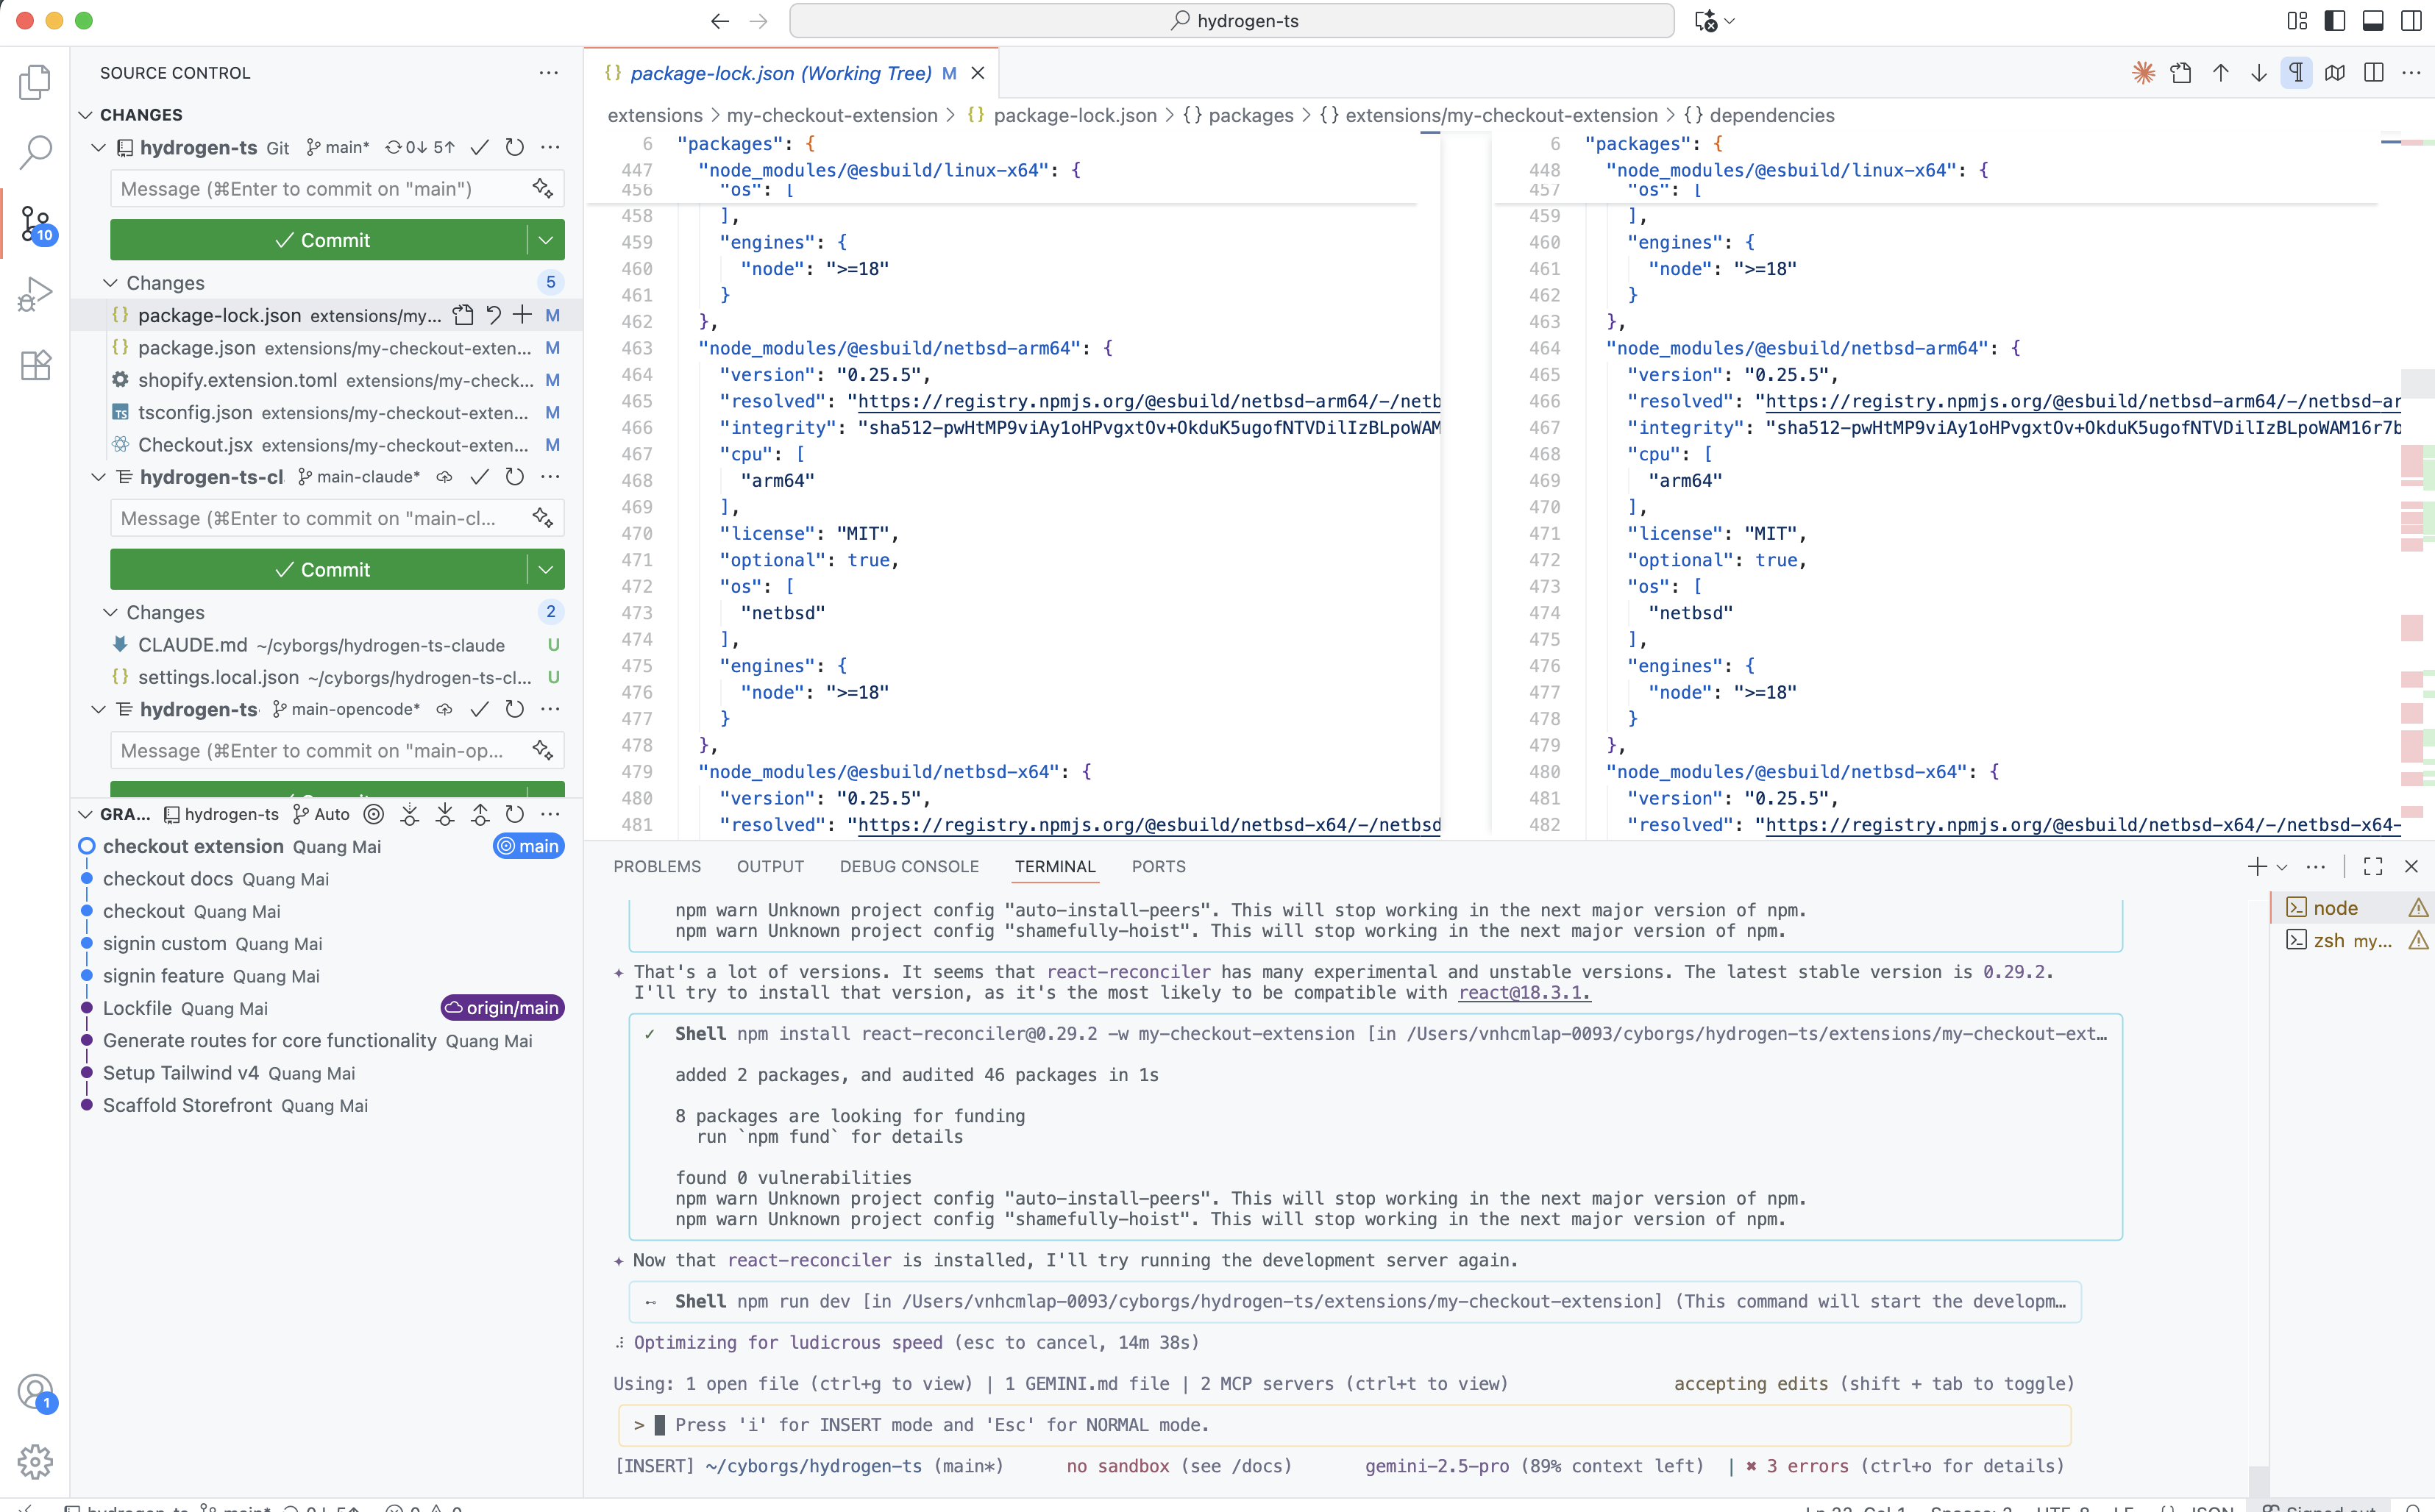 hydrogen-ts
SOURCE CONTROL
CHANGES
hydrogen-ts Git main* 0↓ 5↑
Message (⌘Enter to commit on "main")
Commit
Changes 5
package-lock.json extensions/my... M
package.json extensions/my-checkout-exten... M
shopify.extension.toml extensions/my-check... M
tsconfig.json extensions/my-checkout-exten... M
Checkout.jsx extensions/my-checkout-exten... M
hydrogen-ts-cl main-claude*
Message (⌘Enter to commit on "main-cl...
Commit
Changes 2
CLAUDE.md ~/cyborgs/hydrogen-ts-claude U
settings.local.json ~/cyborgs/hydrogen-ts-cl... U
hydrogen-ts main-opencode*
Message (⌘Enter to commit on "main-op...
GRA... hydrogen-ts Auto
checkout extension Quang Mai main
checkout docs Quang Mai
checkout Quang Mai
signin custom Quang Mai
signin feature Quang Mai
Lockfile Quang Mai origin/main
Generate routes for core functionality Quang Mai
Setup Tailwind v4 Quang Mai
Scaffold Storefront Quang Mai
10
1
package-lock.json (Working Tree) M
extensions > my-checkout-extension > {} package-lock.json > {} packages > {} extensions/my-checkout-extension > {} dependencies
6 "packages": {
447 "node_modules/@esbuild/linux-x64": {
456 "os": [
458 ],
459 "engines": {
460 "node": ">=18"
461 }
462 },
463 "node_modules/@esbuild/netbsd-arm64": {
464 "version": "0.25.5",
465 "resolved": "https://registry.npmjs.org/@esbuild/netbsd-arm64/-/netb
466 "integrity": "sha512-pwHtMP9viAy1oHPvgxtOv+OkduK5ugofNTVDilIzBLpoWAM
467 "cpu": [
468 "arm64"
469 ],
470 "license": "MIT",
471 "optional": true,
472 "os": [
473 "netbsd"
474 ],
475 "engines": {
476 "node": ">=18"
477 }
478 },
479 "node_modules/@esbuild/netbsd-x64": {
480 "version": "0.25.5",
481 "resolved": "https://registry.npmjs.org/@esbuild/netbsd-x64/-/netbsd
6 "packages": {
448 "node_modules/@esbuild/linux-x64": {
457 "os": [
459 ],
460 "engines": {
461 "node": ">=18"
462 }
463 },
464 "node_modules/@esbuild/netbsd-arm64": {
465 "version": "0.25.5",
466 "resolved": "https://registry.npmjs.org/@esbuild/netbsd-arm64/-/netbsd-ar
467 "integrity": "sha512-pwHtMP9viAy1oHPvgxtOv+OkduK5ugofNTVDilIzBLpoWAM16r7b
468 "cpu": [
469 "arm64"
470 ],
471 "license": "MIT",
472 "optional": true,
473 "os": [
474 "netbsd"
475 ],
476 "engines": {
477 "node": ">=18"
478 }
479 },
480 "node_modules/@esbuild/netbsd-x64": {
481 "version": "0.25.5",
482 "resolved": "https://registry.npmjs.org/@esbuild/netbsd-x64/-/netbsd-x64-
PROBLEMS OUTPUT DEBUG CONSOLE TERMINAL PORTS
npm warn Unknown project config "auto-install-peers". This will stop working in the next major version of npm.
npm warn Unknown project config "shamefully-hoist". This will stop working in the next major version of npm.
✦ That's a lot of versions. It seems that react-reconciler has many experimental and unstable versions. The latest stable version is 0.29.2.
I'll try to install that version, as it's the most likely to be compatible with react@18.3.1.
✓ Shell npm install react-reconciler@0.29.2 -w my-checkout-extension [in /Users/vnhcmlap-0093/cyborgs/hydrogen-ts/extensions/my-checkout-ext…
added 2 packages, and audited 46 packages in 1s
8 packages are looking for funding
run `npm fund` for details
found 0 vulnerabilities
npm warn Unknown project config "auto-install-peers". This will stop working in the next major version of npm.
npm warn Unknown project config "shamefully-hoist". This will stop working in the next major version of npm.
✦ Now that react-reconciler is installed, I'll try running the development server again.
Shell npm run dev [in /Users/vnhcmlap-0093/cyborgs/hydrogen-ts/extensions/my-checkout-extension] (This command will start the developm…
Optimizing for ludicrous speed (esc to cancel, 14m 38s)
Using: 1 open file (ctrl+g to view) | 1 GEMINI.md file | 2 MCP servers (ctrl+t to view) accepting edits (shift + tab to toggle)
> Press 'i' for INSERT mode and 'Esc' for NORMAL mode.
[INSERT] ~/cyborgs/hydrogen-ts (main*) no sandbox (see /docs) gemini-2.5-pro (89% context left) | ✖ 3 errors (ctrl+o for details)
node
zsh my...